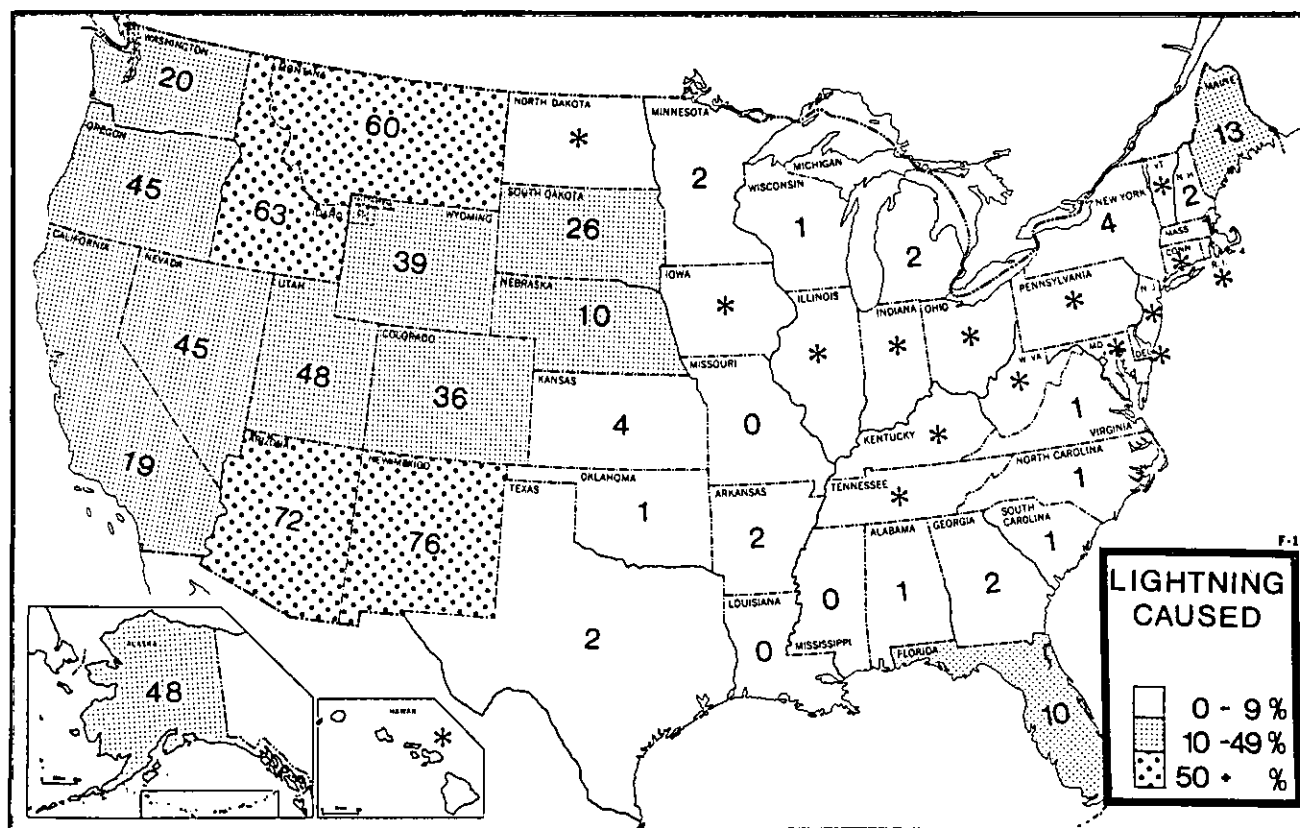 WASHINGTON
20
MONTANA
60
NORTH DAKOTA
*
MINNESOTA
2
MAINE
13
OREGON
45
IDAHO
63
WYOMING
39
SOUTH DAKOTA
26
WISCONSIN
1
MICHIGAN
2
NEW YORK
4
VT
*
N.H.
2
MASS
CONN
*
R.I.
*
CALIFORNIA
19
NEVADA
45
UTAH
48
COLORADO
36
NEBRASKA
10
IOWA
*
ILLINOIS
*
INDIANA
*
OHIO
*
PENNSYLVANIA
*
N J
*
MD
*
DEL
*
W VA
*
VIRGINIA
1
KANSAS
4
MISSOURI
0
KENTUCKY
*
ARIZONA
72
NEW MEXICO
76
TEXAS
2
OKLAHOMA
1
ARKANSAS
2
TENNESSEE
*
NORTH CAROLINA
1
SOUTH
CAROLINA
1
LOUISIANA
0
MISSISSIPPI
0
ALABAMA
1
GEORGIA
2
FLORIDA
10
ALASKA
48
HAWAII
*
F-1
LIGHTNING
CAUSED
0 - 9 %
10 -49 %
50 + %